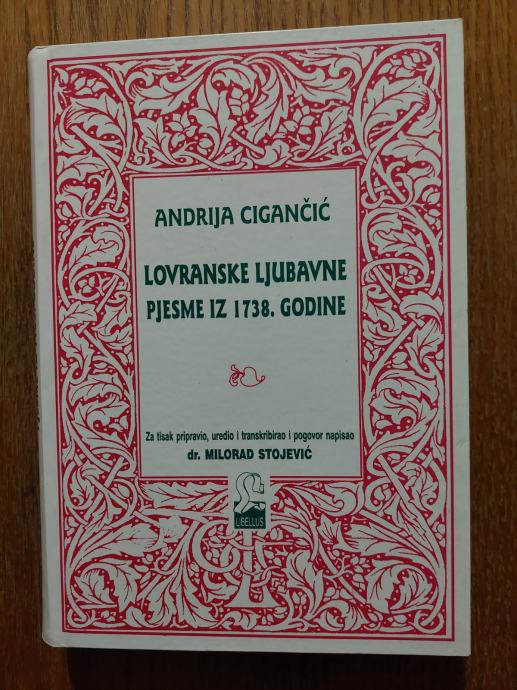 ANDRIJA CIGANČIĆ
LOVRANSKE LJUBAVNE
PJESME IZ 1738. GODINE
Za tisak pripravio, uredio i transkribirao i pogovor napisao
dr. MILORAD STOJEVIĆ
LIBELLUS